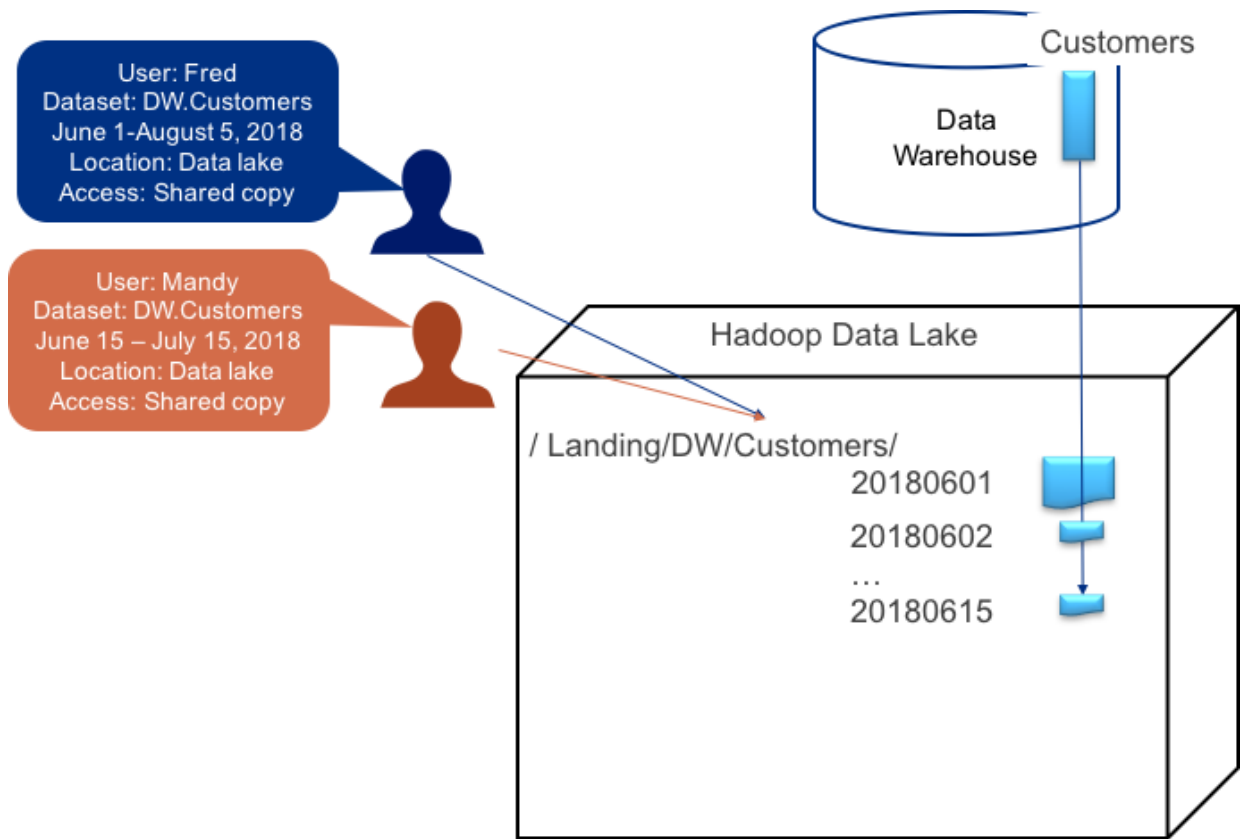 User: Fred
Dataset: DW.Customers
June 1-August 5, 2018
Location: Data lake
Access: Shared copy
User: Mandy
Dataset: DW.Customers
June 15 – July 15, 2018
Location: Data lake
Access: Shared copy
Customers
Data
Warehouse
Hadoop Data Lake
/ Landing/DW/Customers/
20180601
20180602
…
20180615